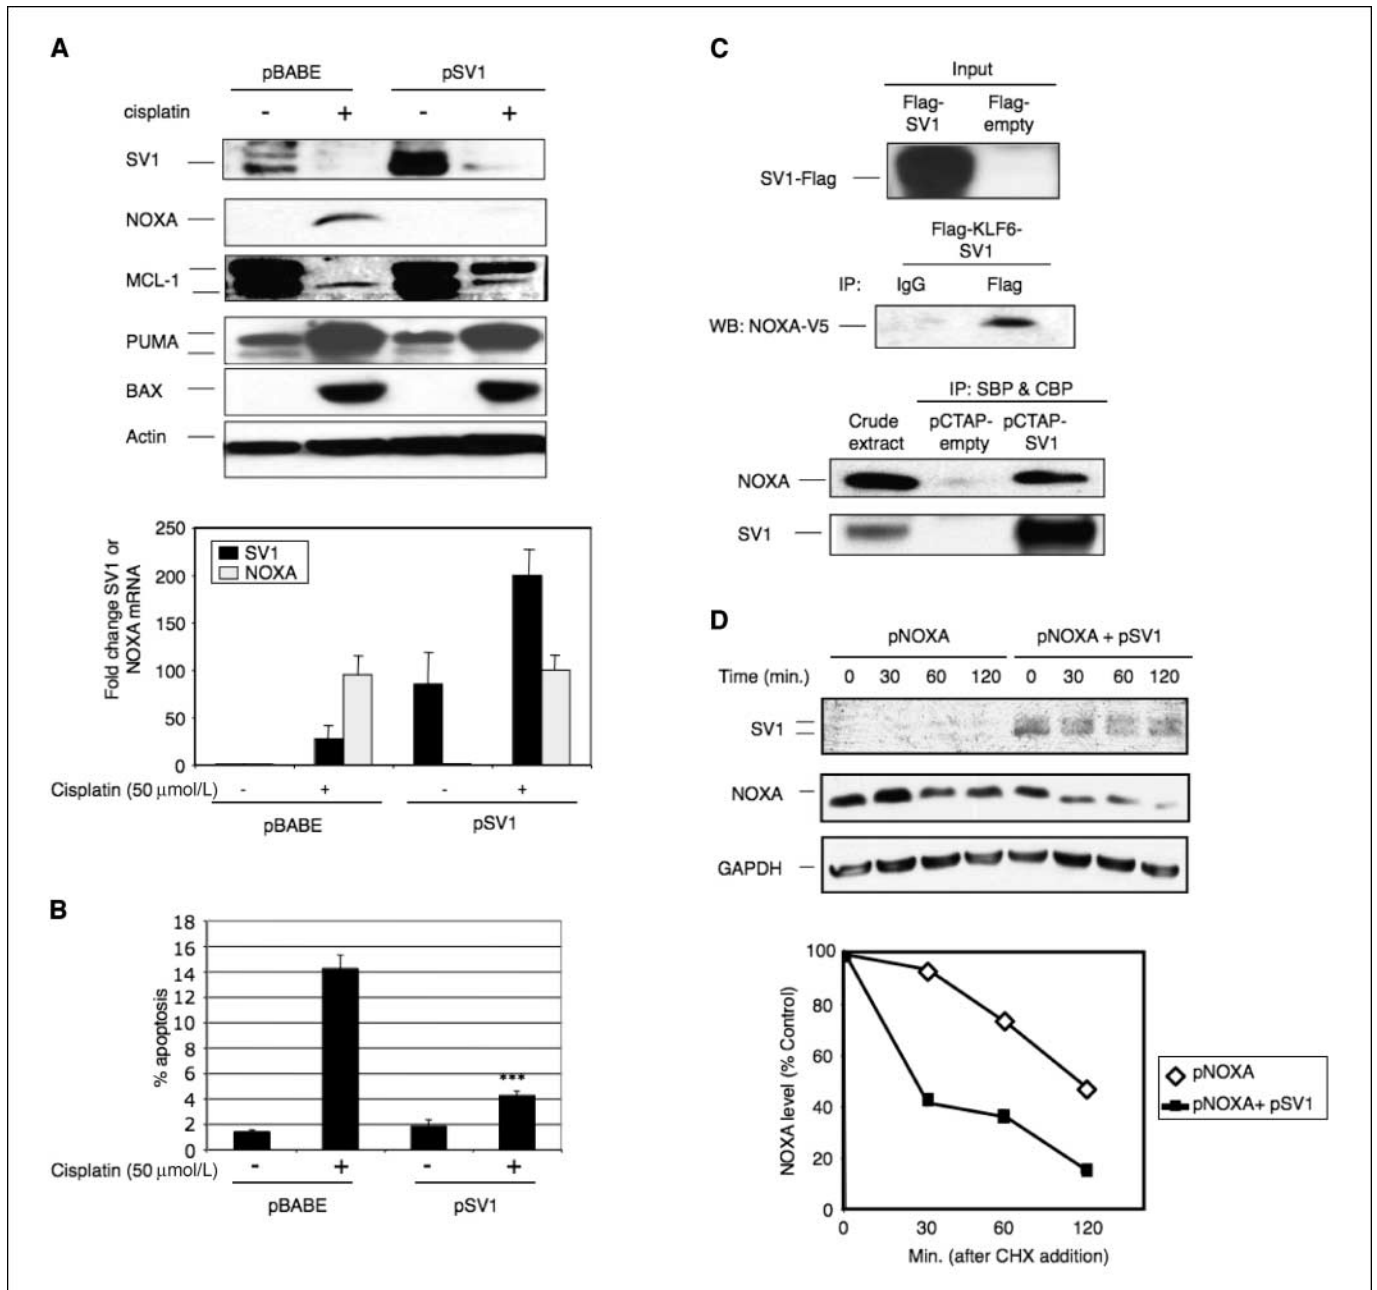 A
pBABE pSV1
cisplatin - + - +
SV1
NOXA
MCL-1
PUMA
BAX
Actin
Fold change SV1 or
NOXA mRNA
250
200
150
100
50
0
SV1
NOXA
Cisplatin (50 µmol/L) - + - +
pBABE pSV1
B
% apoptosis
18
16
14
12
10
8
6
4
2
0
***
Cisplatin (50 µmol/L) - + - +
pBABE pSV1
C
Input
Flag- Flag-
SV1 empty
SV1-Flag
Flag-KLF6-
SV1
IP: IgG Flag
WB: NOXA-V5
IP: SBP & CBP
Crude pCTAP- pCTAP-
extract empty SV1
NOXA
SV1
D
pNOXA pNOXA + pSV1
Time (min.) 0 30 60 120 0 30 60 120
SV1
NOXA
GAPDH
NOXA level (% Control)
100
80
60
40
20
0
0 30 60 120
Min. (after CHX addition)
pNOXA
pNOXA+ pSV1